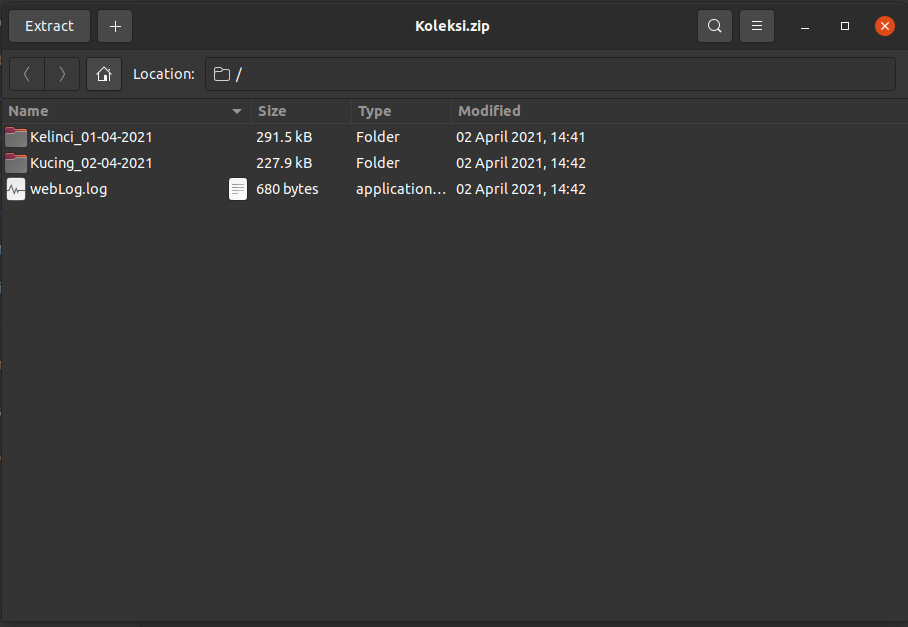 Extract + Koleksi.zip
Location: /
Name Size Type Modified
Kelinci_01-04-2021 291.5 kB Folder 02 April 2021, 14:41
Kucing_02-04-2021 227.9 kB Folder 02 April 2021, 14:42
webLog.log 680 bytes application... 02 April 2021, 14:42